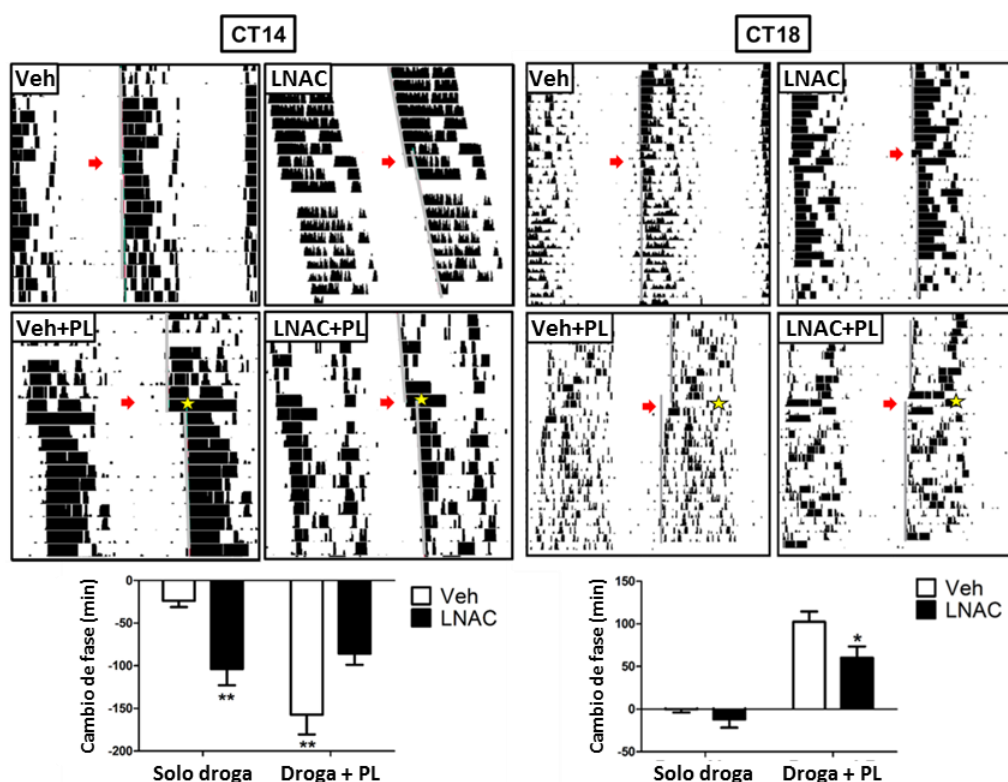 CT14
CT18
Veh
LNAC
Veh
LNAC
Veh+PL
LNAC+PL
Veh+PL
LNAC+PL
Cambio de fase (min)
0
-50
-100
-150
-200
**
**
Veh
LNAC
Solo droga
Droga + PL
Cambio de fase (min)
150
100
50
0
-50
*
Veh
LNAC
Solo droga
Droga + PL